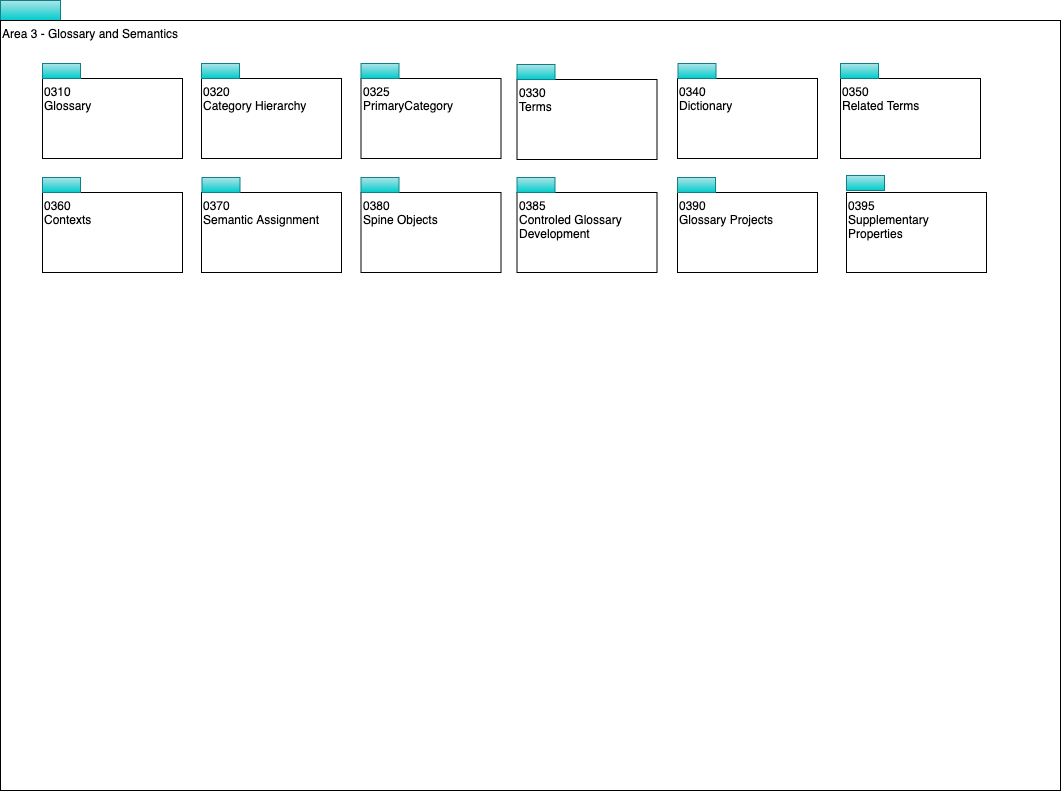 Area 3 - Glossary and Semantics
0310
Glossary
0320
Category Hierarchy
0325
PrimaryCategory
0330
Terms
0340
Dictionary
0350
Related Terms
0360
Contexts
0370
Semantic Assignment
0380
Spine Objects
0385
Controled Glossary
Development
0390
Glossary Projects
0395
Supplementary
Properties